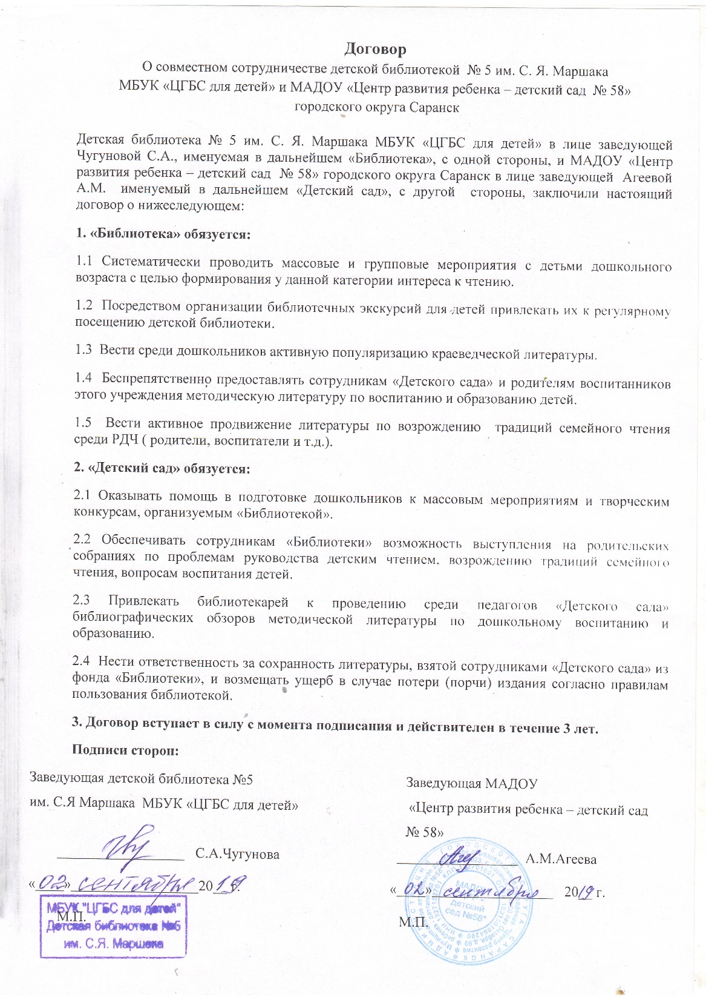 Договор
О совместном сотрудничестве детской библиотекой № 5 им. С. Я. Маршака
МБУК «ЦГБС для детей» и МАДОУ «Центр развития ребенка – детский сад № 58»
городского округа Саранск
Детская библиотека № 5 им. С. Я. Маршака МБУК «ЦГБС для детей» в лице заведующей
Чугуновой С.А., именуемая в дальнейшем «Библиотека», с одной стороны, и МАДОУ «Центр
развития ребенка – детский сад № 58» городского округа Саранск в лице заведующей Агеевой
А.М. именуемый в дальнейшем «Детский сад», с другой стороны, заключили настоящий
договор о нижеследующем:
1. «Библиотека» обязуется:
1.1 Систематически проводить массовые и групповые мероприятия с детьми дошкольного
возраста с целью формирования у данной категории интереса к чтению.
1.2 Посредством организации библиотечных экскурсий для детей привлекать их к регулярному
посещению детской библиотеки.
1.3 Вести среди дошкольников активную популяризацию краеведческой литературы.
1.4 Беспрепятственно предоставлять сотрудникам «Детского сада» и родителям воспитанников
этого учреждения методическую литературу по воспитанию и образованию детей.
1.5 Вести активное продвижение литературы по возрождению традиций семейного чтения
среди РДЧ ( родители, воспитатели и т.д.).
2. «Детский сад» обязуется:
2.1 Оказывать помощь в подготовке дошкольников к массовым мероприятиям и творческим
конкурсам, организуемым «Библиотекой».
2.2 Обеспечивать сотрудникам «Библиотеки» возможность выступления на родительских
собраниях по проблемам руководства детским чтением, возрождению традиций семейного
чтения, вопросам воспитания детей.
2.3 Привлекать библиотекарей к проведению среди педагогов «Детского сада»
библиографических обзоров методической литературы по дошкольному воспитанию и
образованию.
2.4 Нести ответственность за сохранность литературы, взятой сотрудниками «Детского сада» из
фонда «Библиотеки», и возмещать ущерб в случае потери (порчи) издания согласно правилам
пользования библиотекой.
3. Договор вступает в силу с момента подписания и действителен в течение 3 лет.
Подписи сторон:
Заведующая детской библиотека №5
им. С.Я Маршака МБУК «ЦГБС для детей»
С.А.Чугунова
«02» сентября 2019 г.
М.П.
МБУК "ЦГБС для детей"
Детская библиотека №5
им. С.Я. Маршака
Заведующая МАДОУ
«Центр развития ребенка – детский сад
№ 58»
А.М.Агеева
«02» сентября 2019 г.
М.П.
МАДОУ
детский
сад №58"